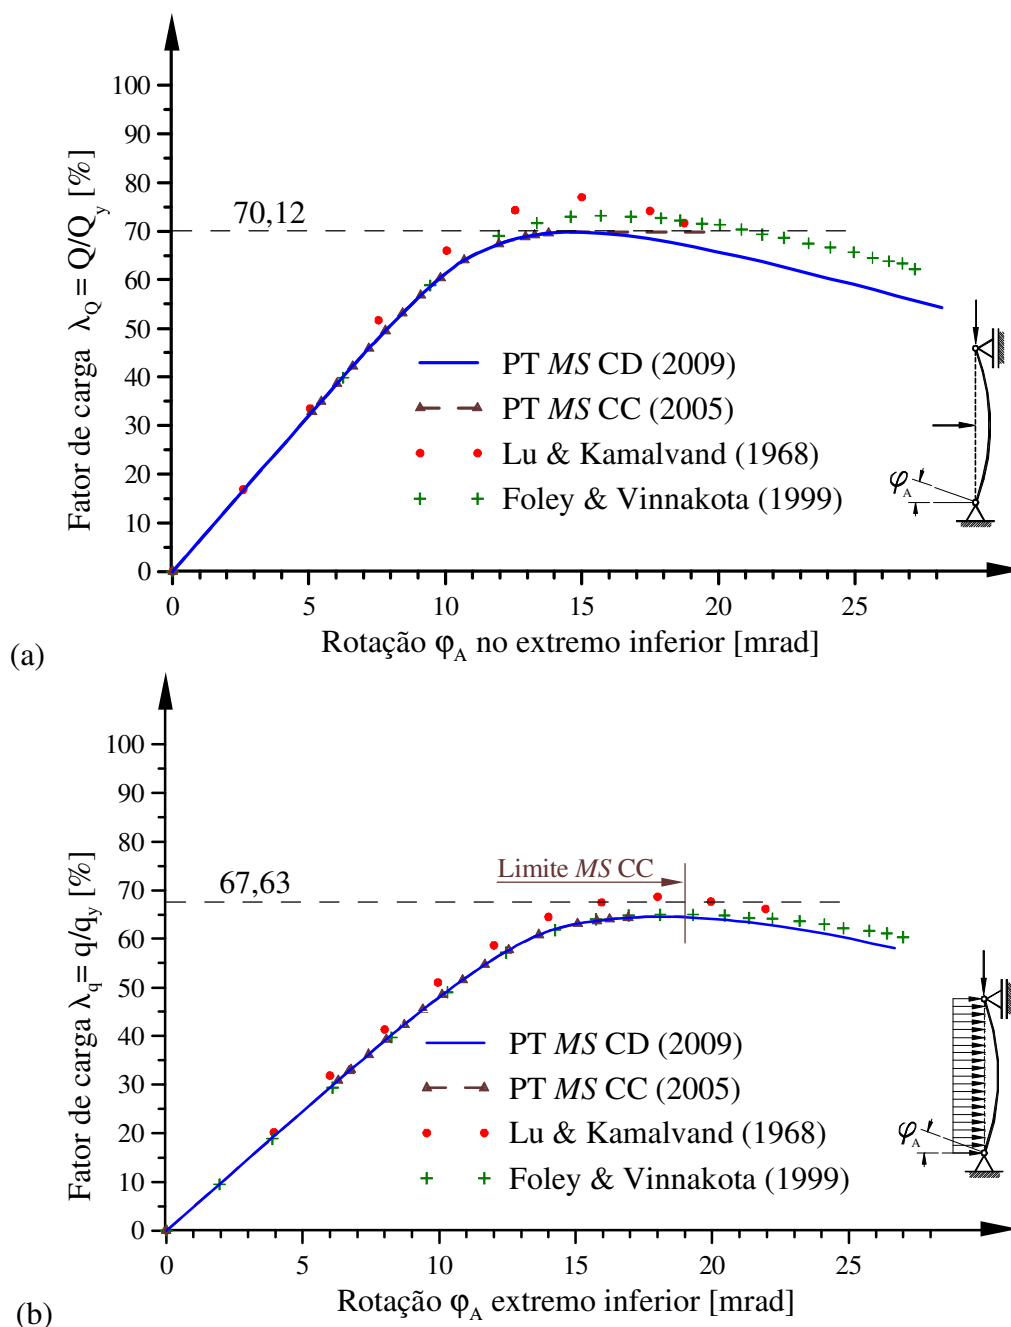 100
90
80
70
60
50
40
30
20
10
0
Fator de carga λQ = Q/Qy [%]
70,12
PT MS CD (2009)
PT MS CC (2005)
Lu & Kamalvand (1968)
Foley & Vinnakota (1999)
φA
0 5 10 15 20 25
Rotação φA no extremo inferior [mrad]
(a)
100
90
80
70
60
50
40
30
20
10
0
Fator de carga λq = q/qy [%]
67,63
Limite MS CC
PT MS CD (2009)
PT MS CC (2005)
Lu & Kamalvand (1968)
Foley & Vinnakota (1999)
φA
0 5 10 15 20 25
Rotação φA extremo inferior [mrad]
(b)